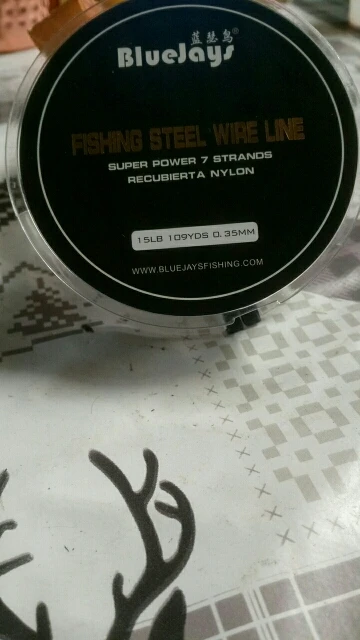 蓝瑟鸟®
BlueJays
FISHING STEEL WIRE LINE
SUPER POWER 7 STRANDS
RECUBIERTA NYLON
15LB 109YDS 0.35MM
WWW.BLUEJAYSFISHING.COM